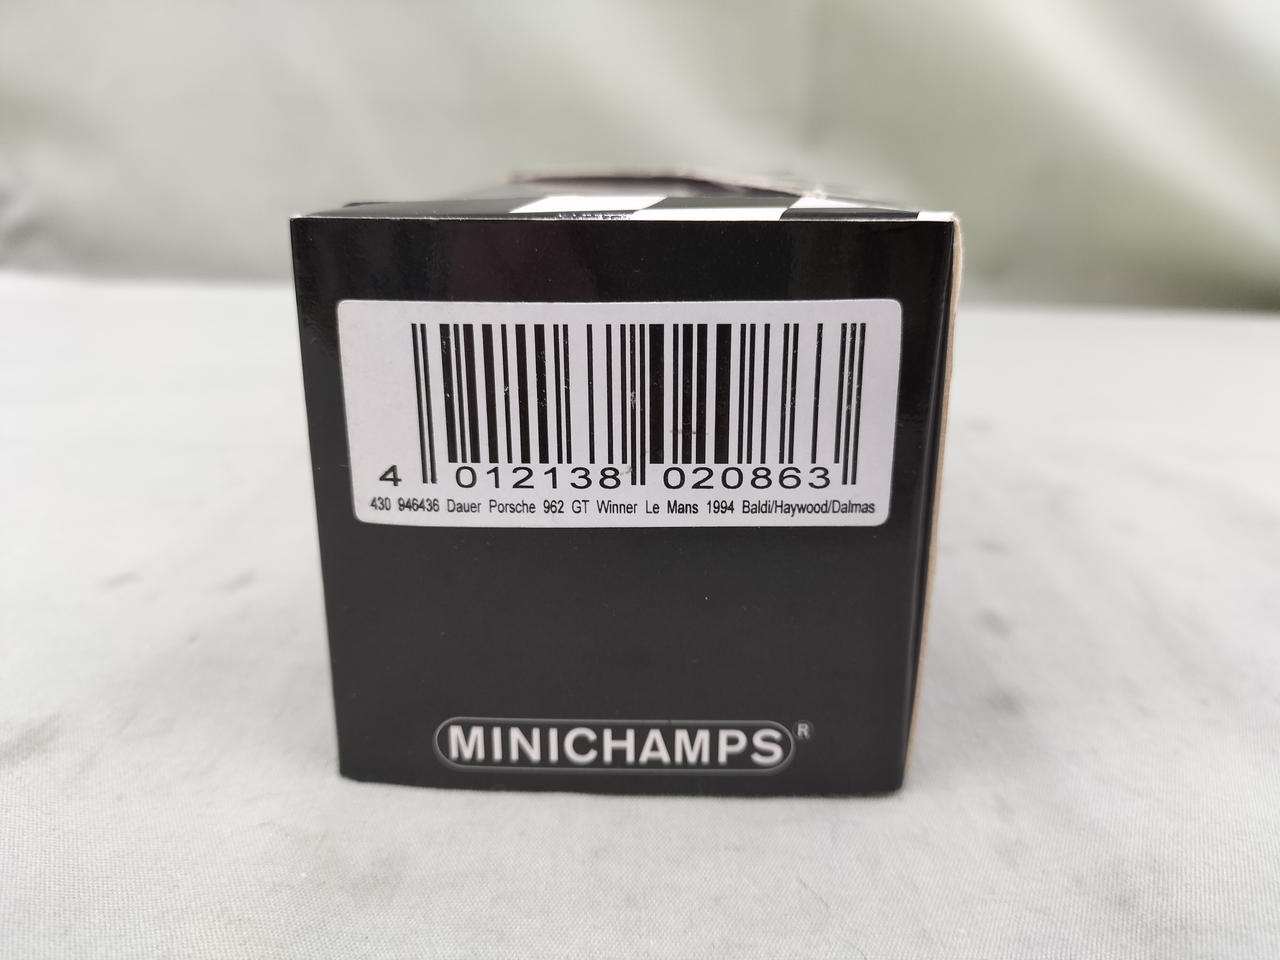 4 012138 020863
430 946436 Dauer Porsche 962 GT Winner Le Mans 1994 Baldi/Haywood/Dalmas
MINICHAMPS®